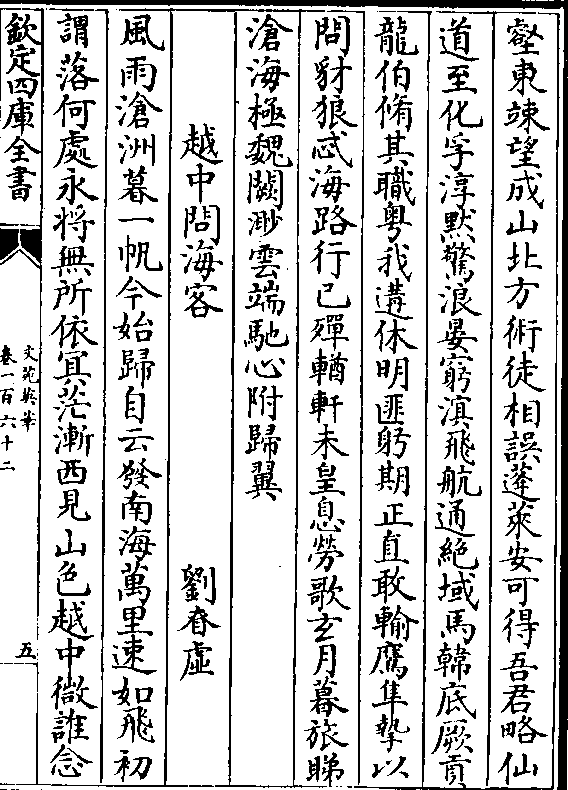 壑東竦望成山北方術徒相誤蓬萊安可得吾君略仙
道至化孚淳黙驚浪晏窮溟飛航通絶域馬韓底厥貢
龍伯脩其職粤我遘休明匪躬期正直敢輸鷹隼摯以
問豺狼忒海路行已殫輶軒未皇息勞歌玄月暮旅睇
滄海極魏闕渺雲端馳心附歸翼
越中問海客 劉眘虛
風雨滄洲暮一帆今始歸自云發南海萬里速如飛初
謂落何處永將無所依冥茫漸西見山色越中微誰念
欽定四庫全書
文苑英華
卷一百六十二
五